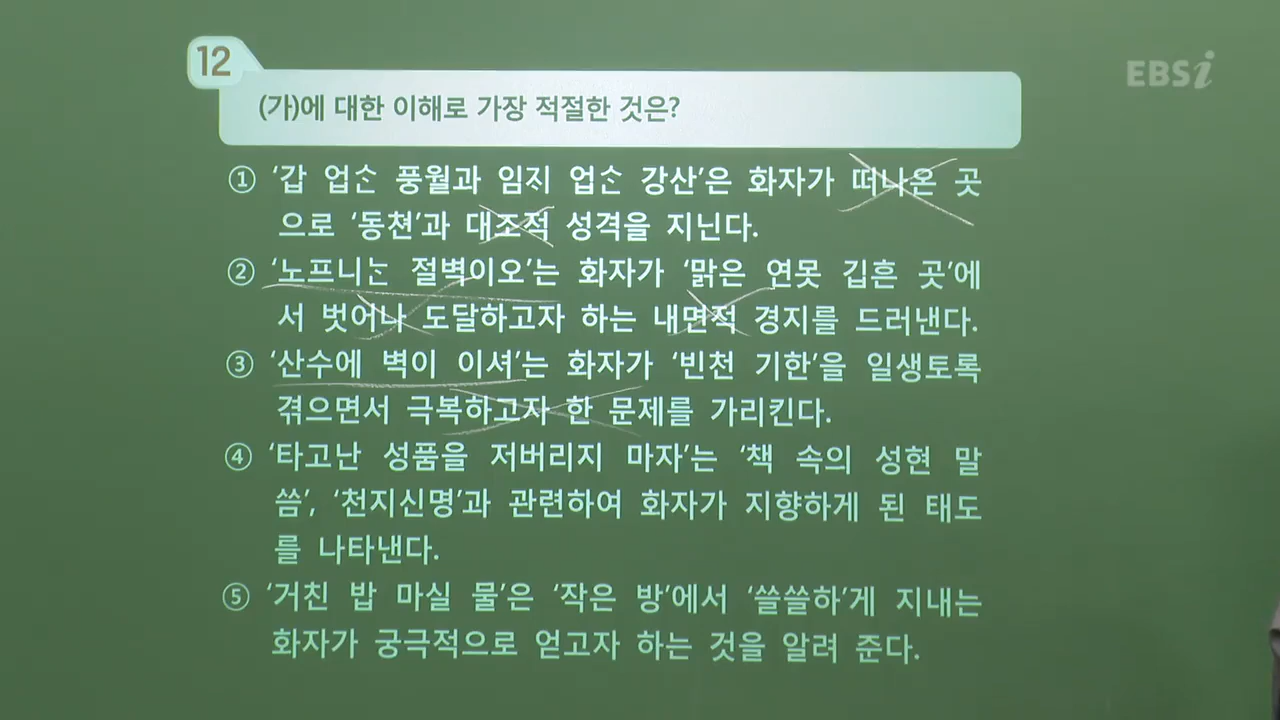 12
EBSi
(가)에 대한 이해로 가장 적절한 것은?
① ‘갑 업슨 풍월과 임지 업슨 강산’은 화자가 떠나온 곳
으로 ‘동쳔’과 대조적 성격을 지닌다.
② ‘노프니는 절벽이오’는 화자가 ‘맑은 연못 깁흔 곳’에
서 벗어나 도달하고자 하는 내면적 경지를 드러낸다.
③ ‘산수에 벽이 이셔’는 화자가 ‘빈천 기한’을 일생토록
겪으면서 극복하고자 한 문제를 가리킨다.
④ ‘타고난 성품을 저버리지 마자’는 ‘책 속의 성현 말
씀’, ‘천지신명’과 관련하여 화자가 지향하게 된 태도
를 나타낸다.
⑤ ‘거친 밥 마실 물’은 ‘작은 방’에서 ‘쓸쓸하’게 지내는
화자가 궁극적으로 얻고자 하는 것을 알려 준다.